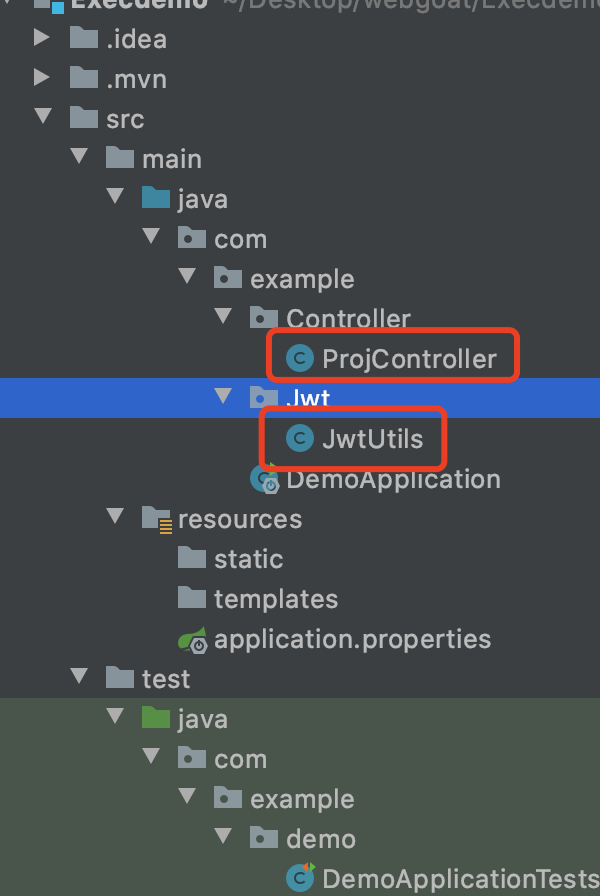 Execdemo ~/Desktop/webgoat/Execdemo
.idea
.mvn
src
main
java
com
example
Controller
ProjController
Jwt
JwtUtils
DemoApplication
resources
static
templates
application.properties
test
java
com
example
demo
DemoApplicationTests